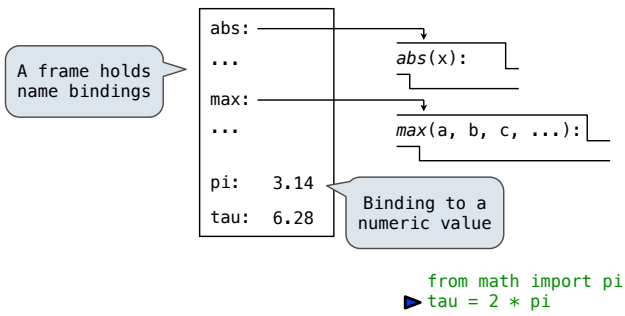 abs:
abs(x):
...
A frame holds
name bindings
max:
max(a, b, c, ...):
...
pi: 3.14
tau: 6.28
Binding to a
numeric value
from math import pi
tau = 2 * pi